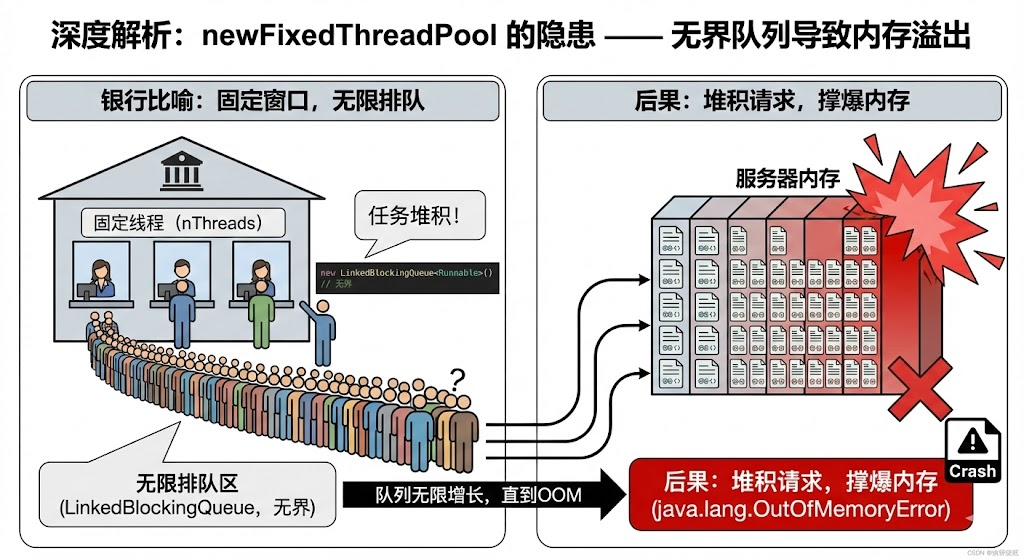 深度解析：newFixedThreadPool 的隐患 —— 无界队列导致内存溢出
银行比喻：固定窗口，无限排队
固定线程（nThreads）
任务堆积！
new LinkedBlockingQueue<Runnable>()
// 无界
?
无限排队区
(LinkedBlockingQueue，无界)
队列无限增长，直到OOM
后果：堆积请求，撑爆内存
服务器内存
Crash
后果：堆积请求，撑爆内存
(java.lang.OutOfMemoryError)